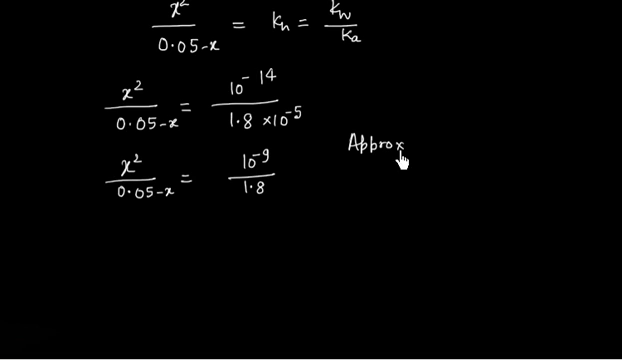 x²/0.05-x = Kh = Kw/Ka
x²/0.05-x = 10⁻¹⁴/1.8 ×10⁻⁵
Approx
x²/0.05-x = 10⁻⁹/1.8